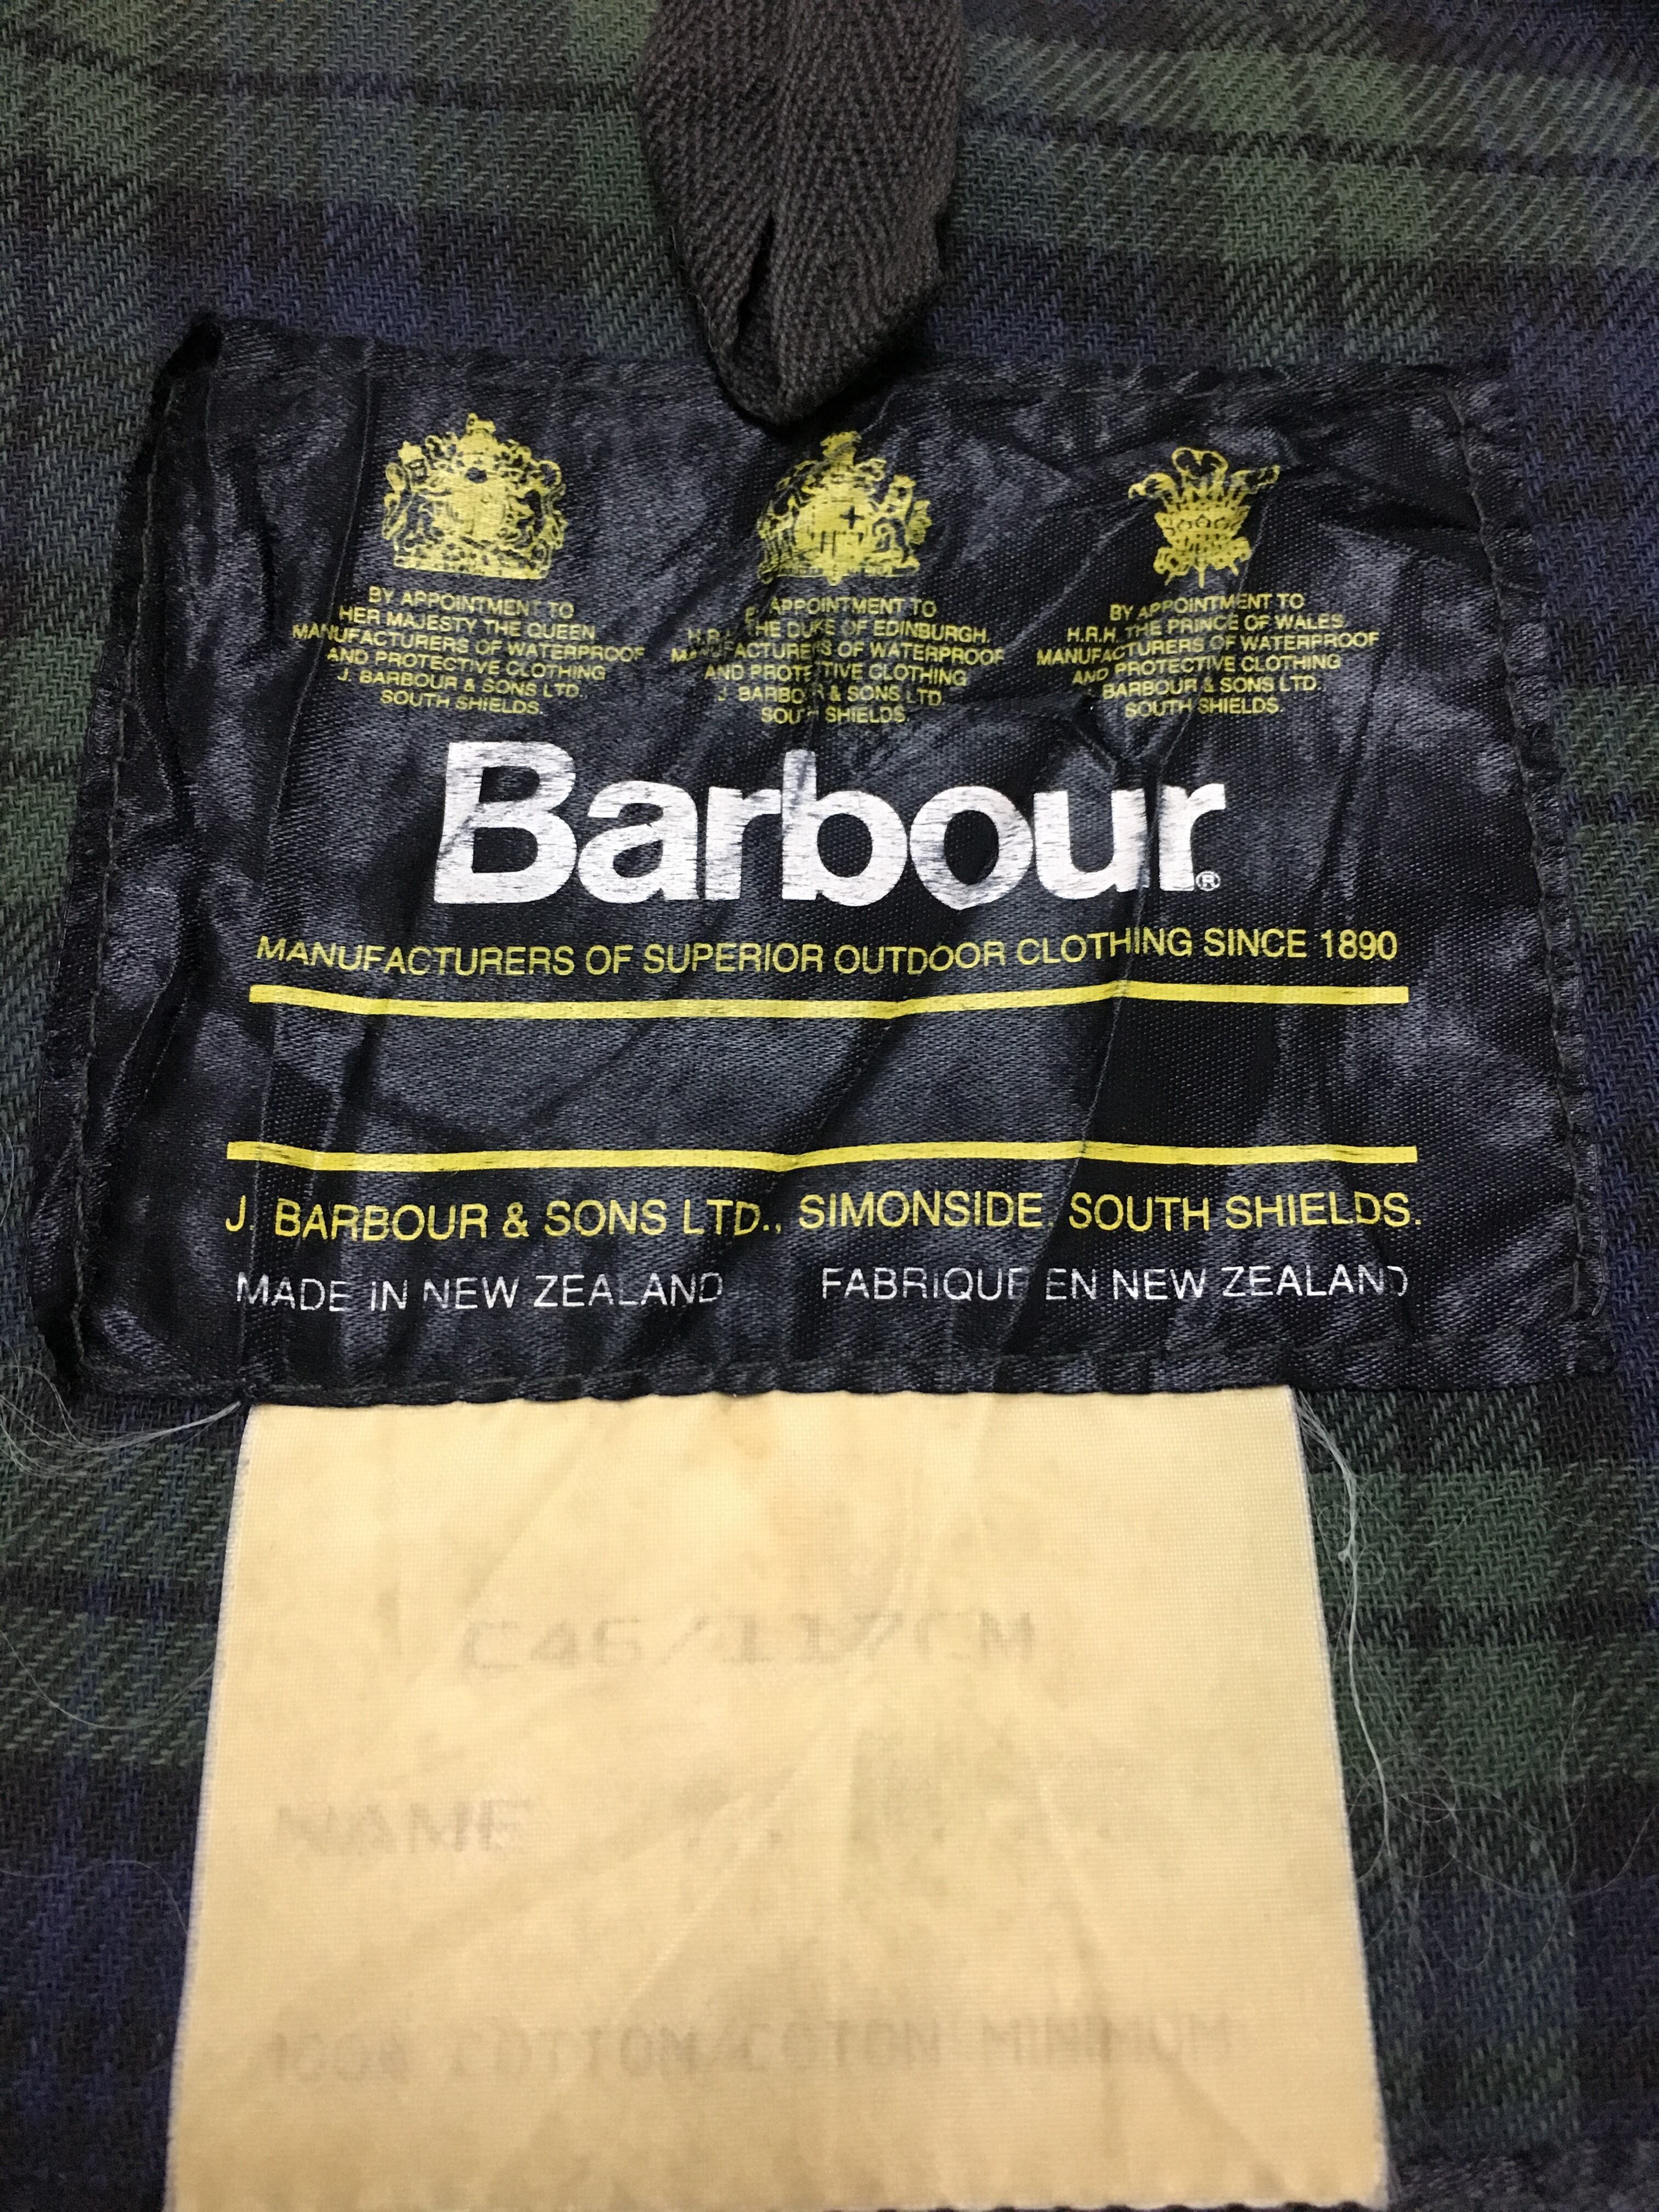 BY APPOINTMENT TO
HER MAJESTY THE QUEEN
MANUFACTURERS OF WATERPROOF
AND PROTECTIVE CLOTHING
J. BARBOUR & SONS LTD.
SOUTH SHIELDS.
BY APPOINTMENT TO
H.R.H. THE DUKE OF EDINBURGH.
MANUFACTURERS OF WATERPROOF
AND PROTECTIVE CLOTHING
J. BARBOUR & SONS LTD.
SOUTH SHIELDS.
BY APPOINTMENT TO
H.R.H. THE PRINCE OF WALES.
MANUFACTURERS OF WATERPROOF
AND PROTECTIVE CLOTHING
BARBOUR & SONS LTD.
SOUTH SHIELDS
Barbour®
MANUFACTURERS OF SUPERIOR OUTDOOR CLOTHING SINCE 1890
J. BARBOUR & SONS LTD., SIMONSIDE, SOUTH SHIELDS.
MADE IN NEW ZEALAND FABRIQUE EN NEW ZEALAND
C46/117CM
NAME
100% COTTON/COTON MINIMUM